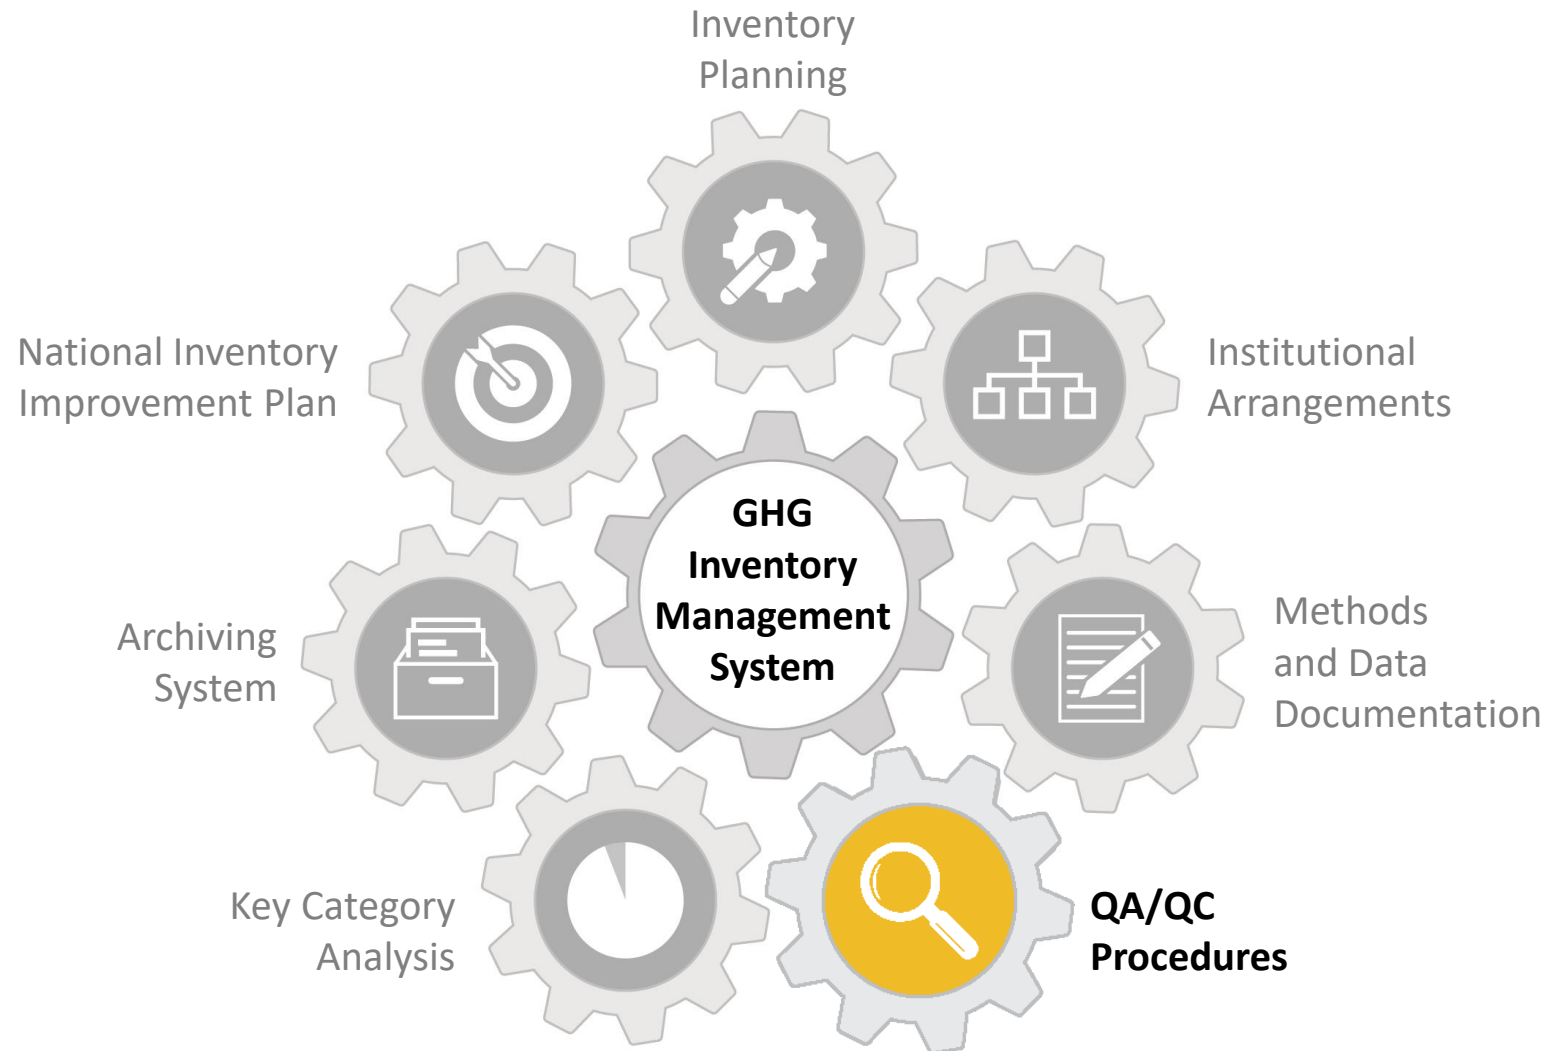 Inventory
Planning
National Inventory
Improvement Plan
Institutional
Arrangements
GHG
Inventory
Management
System
Archiving
System
Methods
and Data
Documentation
Key Category
Analysis
QA/QC
Procedures